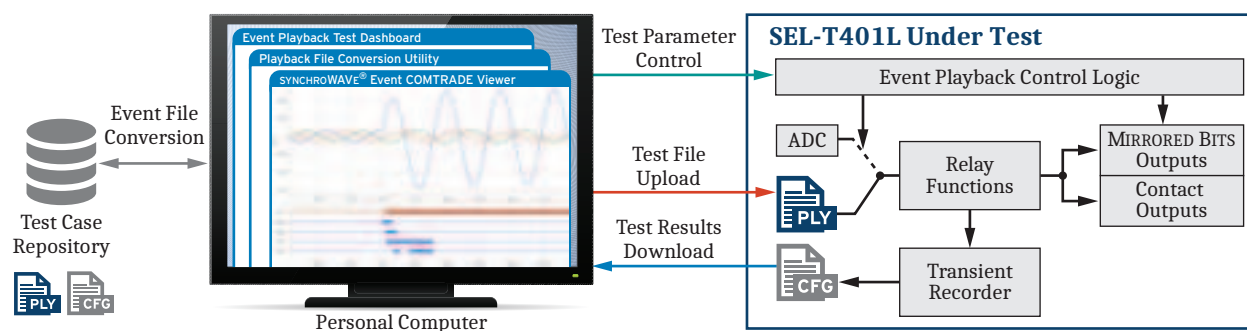 Event File
Conversion
Test Case
Repository
PLY
CFG
Event Playback Test Dashboard
Playback File Conversion Utility
SYNCHROWAVE® Event COMTRADE Viewer
Personal Computer
Test Parameter
Control
Test File
Upload
Test Results
Download
SEL-T401L Under Test
Event Playback Control Logic
ADC
PLY
CFG
Relay
Functions
Transient
Recorder
MIRRORED BITS
Outputs
Contact
Outputs